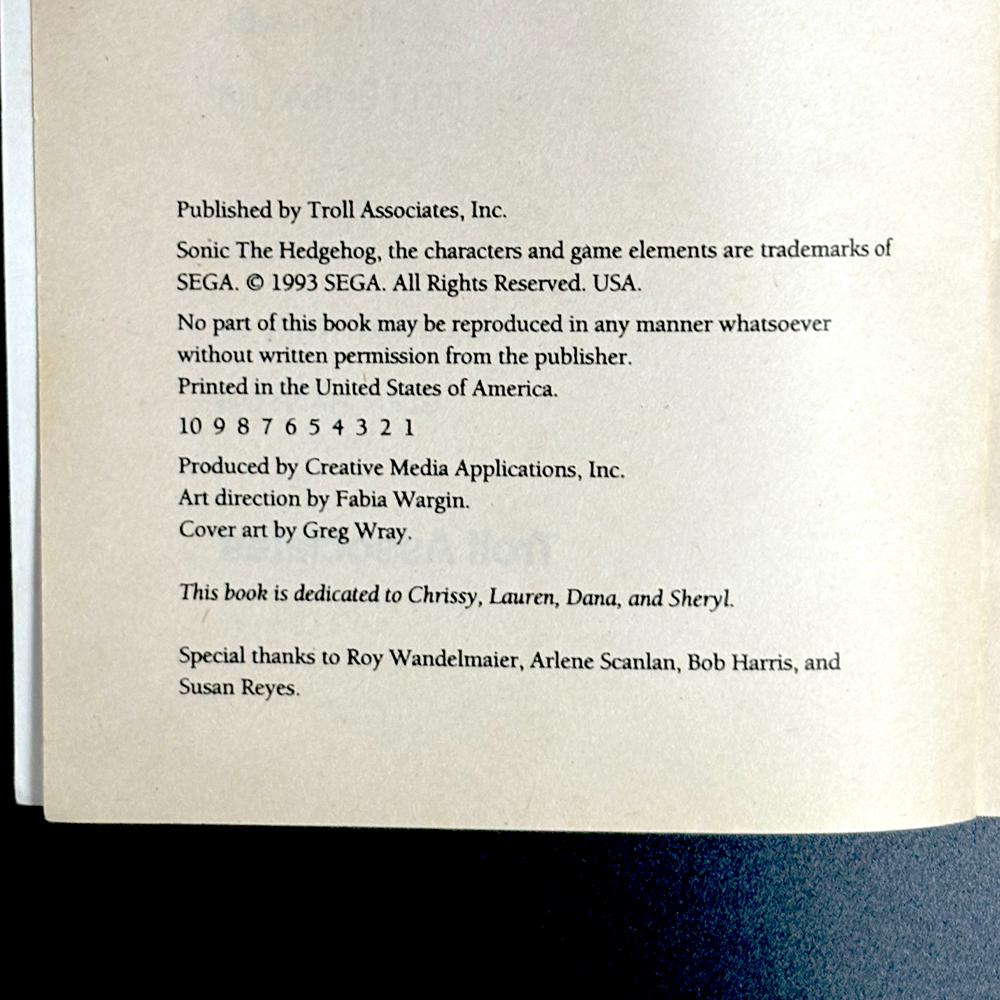 Published by Troll Associates, Inc.
Sonic The Hedgehog, the characters and game elements are trademarks of
SEGA. © 1993 SEGA. All Rights Reserved. USA.
No part of this book may be reproduced in any manner whatsoever
without written permission from the publisher.
Printed in the United States of America.
10 9 8 7 6 5 4 3 2 1
Produced by Creative Media Applications, Inc.
Art direction by Fabia Wargin.
Cover art by Greg Wray.
This book is dedicated to Chrissy, Lauren, Dana, and Sheryl.
Special thanks to Roy Wandelmaier, Arlene Scanlan, Bob Harris, and
Susan Reyes.